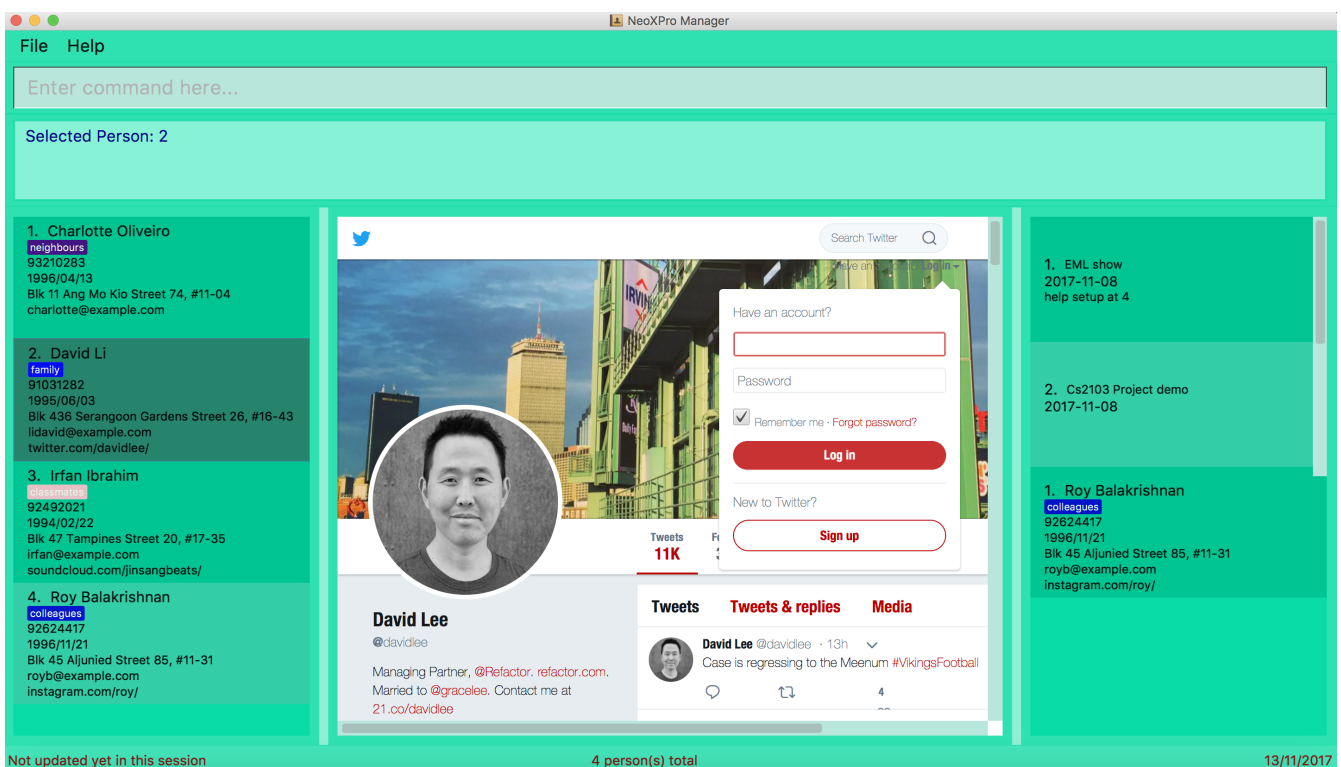 NeoXPro Manager
File Help
Enter command here...
Selected Person: 2
1. Charlotte Oliveiro
neighbours
93210283
1996/04/13
Blk 11 Ang Mo Kio Street 74, #11-04
charlotte@example.com
2. David Li
family
91031282
1995/06/03
Blk 436 Serangoon Gardens Street 26, #16-43
lidavid@example.com
twitter.com/davidlee/
3. Irfan Ibrahim
classmates
92492021
1994/02/22
Blk 47 Tampines Street 20, #17-35
irfan@example.com
soundcloud.com/jinsangbeats/
4. Roy Balakrishnan
colleagues
92624417
1996/11/21
Blk 45 Aljunied Street 85, #11-31
royb@example.com
instagram.com/roy/
Search Twitter
Have an Log in
IRVING
Have an account?
Password
Remember me · Forgot password?
Log in
New to Twitter?
Sign up
Tweets
11K
David Lee
@davidlee
Managing Partner, @Refactor. refactor.com.
Married to @gracelee. Contact me at
21.co/davidlee
Tweets Tweets & replies Media
David Lee @davidlee · 13h
Case is regressing to the Meenum #VikingsFootball
4
1. EML show
2017-11-08
help setup at 4
2. Cs2103 Project demo
2017-11-08
1. Roy Balakrishnan
colleagues
92624417
1996/11/21
Blk 45 Aljunied Street 85, #11-31
royb@example.com
instagram.com/roy/
Not updated yet in this session
4 person(s) total
13/11/2017